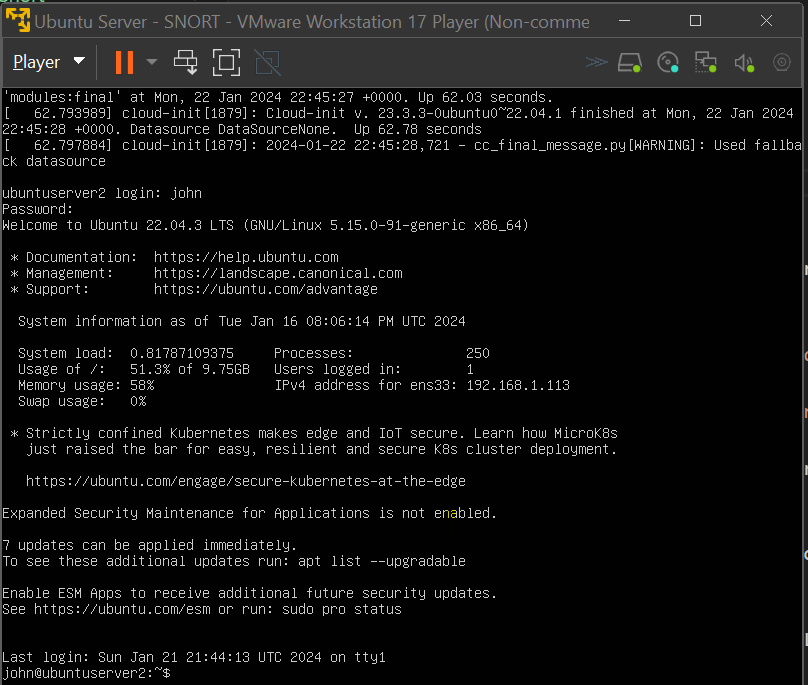 Ubuntu Server - SNORT - VMware Workstation 17 Player (Non-comme
Player
'modules:final' at Mon, 22 Jan 2024 22:45:27 +0000. Up 62.03 seconds.
[   62.793989] cloud-init[1879]: Cloud-init v. 23.3.3-0ubuntu0~22.04.1 finished at Mon, 22 Jan 2024
22:45:28 +0000. Datasource DataSourceNone.  Up 62.78 seconds
[   62.797884] cloud-init[1879]: 2024-01-22 22:45:28,721 - cc_final_message.py[WARNING]: Used fallba
ck datasource
ubuntuserver2 login: john
Password:
Welcome to Ubuntu 22.04.3 LTS (GNU/Linux 5.15.0-91-generic x86_64)
* Documentation:  https://help.ubuntu.com
* Management:     https://landscape.canonical.com
* Support:        https://ubuntu.com/advantage
System information as of Tue Jan 16 08:06:14 PM UTC 2024
System load:  0.81787109375     Processes:              250
Usage of /:   51.3% of 9.75GB   Users logged in:        1
Memory usage: 58%               IPv4 address for ens33: 192.168.1.113
Swap usage:   0%
* Strictly confined Kubernetes makes edge and IoT secure. Learn how MicroK8s
just raised the bar for easy, resilient and secure K8s cluster deployment.
https://ubuntu.com/engage/secure-kubernetes-at-the-edge
Expanded Security Maintenance for Applications is not enabled.
7 updates can be applied immediately.
To see these additional updates run: apt list --upgradable
Enable ESM Apps to receive additional future security updates.
See https://ubuntu.com/esm or run: sudo pro status
Last login: Sun Jan 21 21:44:13 UTC 2024 on tty1
john@ubuntuserver2:~$